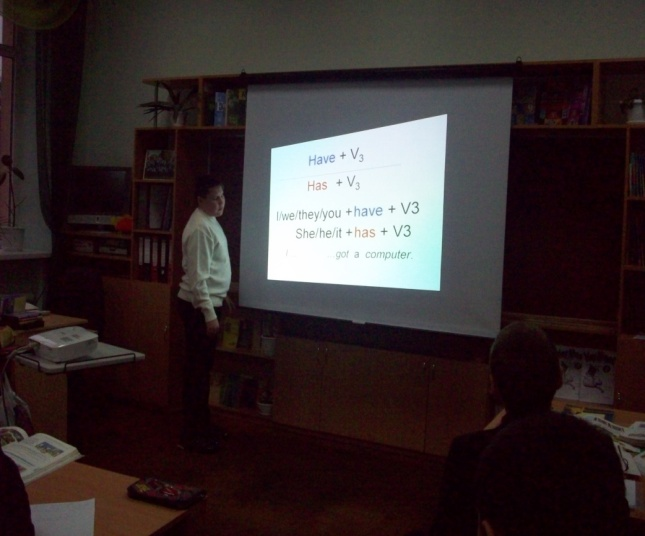 Have + V3
Has + V3
I/we/they/you +have + V3
She/he/it +has + V3
I ... ...got a computer.